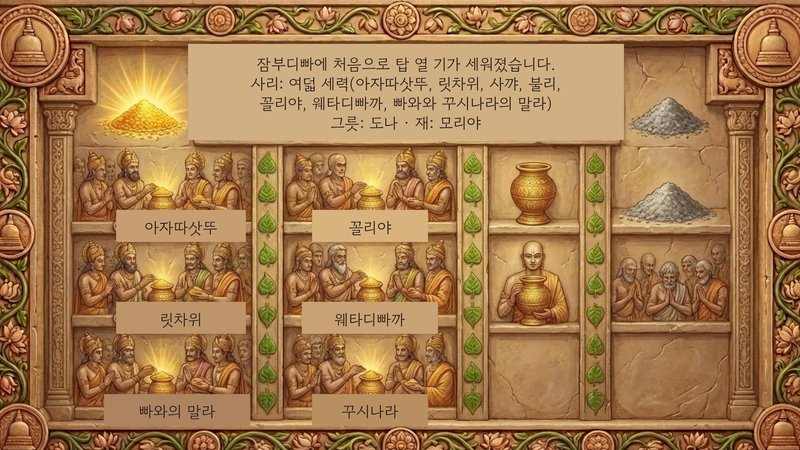 잠부디빠에 처음으로 탑 열 기가 세워졌습니다.
사리: 여덟 세력(아자따삿뚜, 릿차위, 사꺄, 불리,
꼴리야, 웨타디빠까, 빠와와 꾸시나라의 말라)
그릇: 도나 · 재: 모리야
아자따삿뚜
꼴리야
릿차위
웨타디빠까
빠와의 말라
꾸시나라